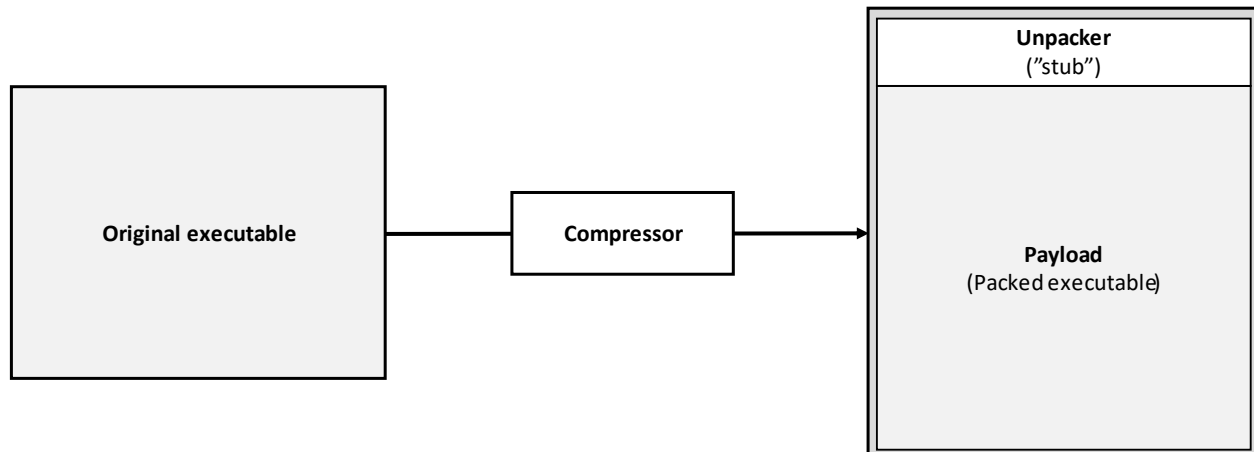 Original executable
Compressor
Unpacker
(”stub”)
Payload
(Packed executable)